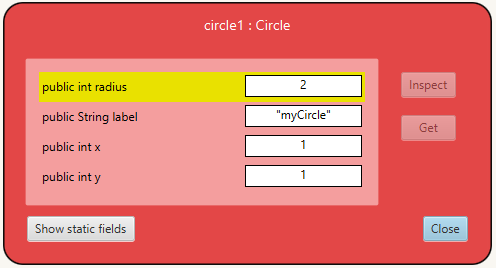 circle1 : Circle
public int radius 2
Inspect
public String label "myCircle"
Get
public int x 1
public int y 1
Show static fields
Close